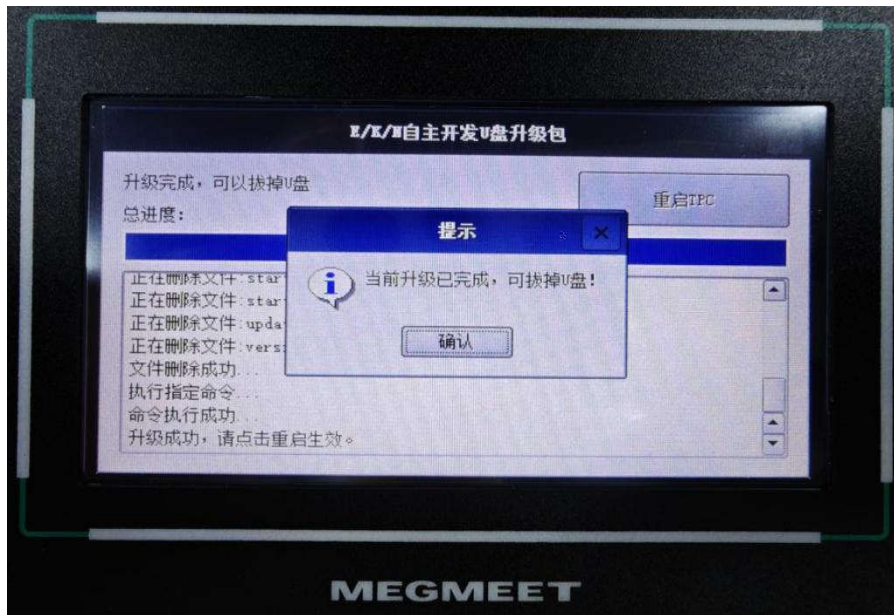 E/K/N自主开发U盘升级包
升级完成，可以拔掉U盘
重启TPC
总进度：
提示
当前升级已完成，可拔掉U盘！
确认
正在删除文件:star
正在删除文件:star
正在删除文件:upda
正在删除文件:vers
文件删除成功...
执行指定命令...
命令执行成功...
升级成功，请点击重启生效。
MEGMEET